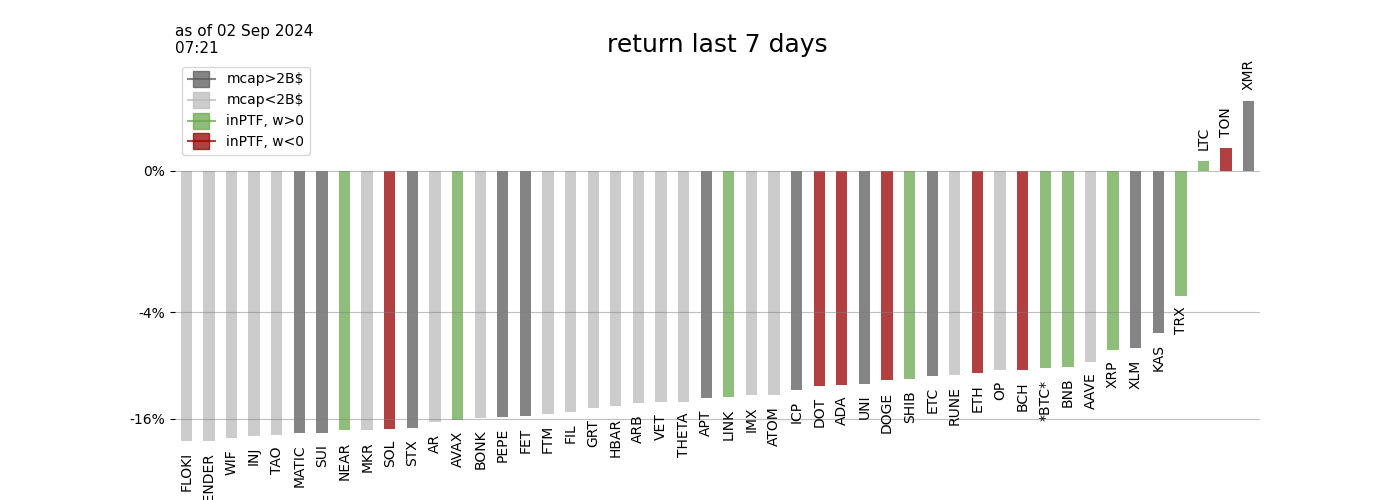 as of 02 Sep 2024
07:21
return last 7 days
mcap>2B$
mcap<2B$
inPTF, w>0
inPTF, w<0
0%
-4%
-16%
FLOKI
ENDER
WIF
INJ
TAO
MATIC
SUI
NEAR
MKR
SOL
STX
AR
AVAX
BONK
PEPE
FET
FTM
FIL
GRT
HBAR
ARB
VET
THETA
APT
LINK
IMX
ATOM
ICP
DOT
ADA
UNI
DOGE
SHIB
ETC
RUNE
ETH
OP
BCH
*BTC*
BNB
AAVE
XRP
XLM
KAS
TRX
LTC
TON
XMR